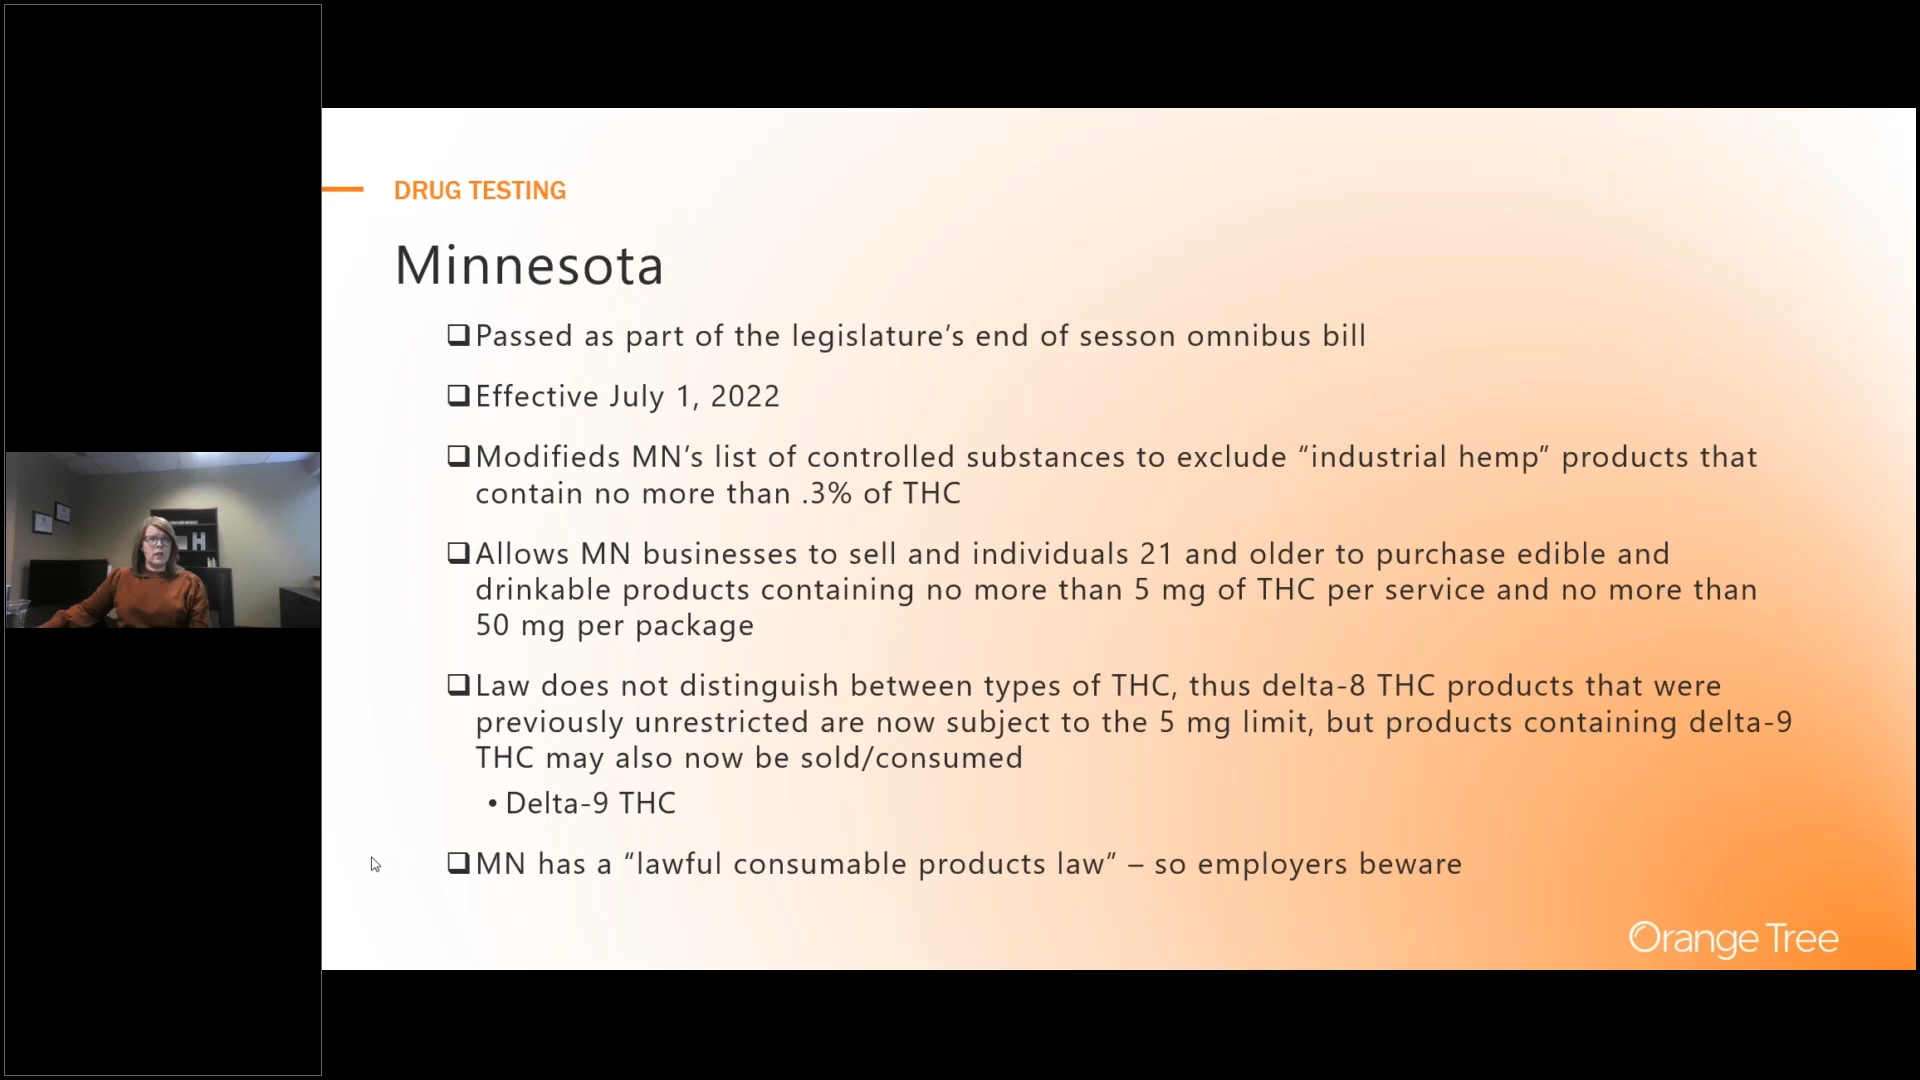 DRUG TESTING
Minnesota
Passed as part of the legislature’s end of sesson omnibus bill
Effective July 1, 2022
Modifieds MN’s list of controlled substances to exclude “industrial hemp” products that
contain no more than .3% of THC
Allows MN businesses to sell and individuals 21 and older to purchase edible and
drinkable products containing no more than 5 mg of THC per service and no more than
50 mg per package
Law does not distinguish between types of THC, thus delta-8 THC products that were
previously unrestricted are now subject to the 5 mg limit, but products containing delta-9
THC may also now be sold/consumed
• Delta-9 THC
MN has a “lawful consumable products law” – so employers beware
Orange Tree
H